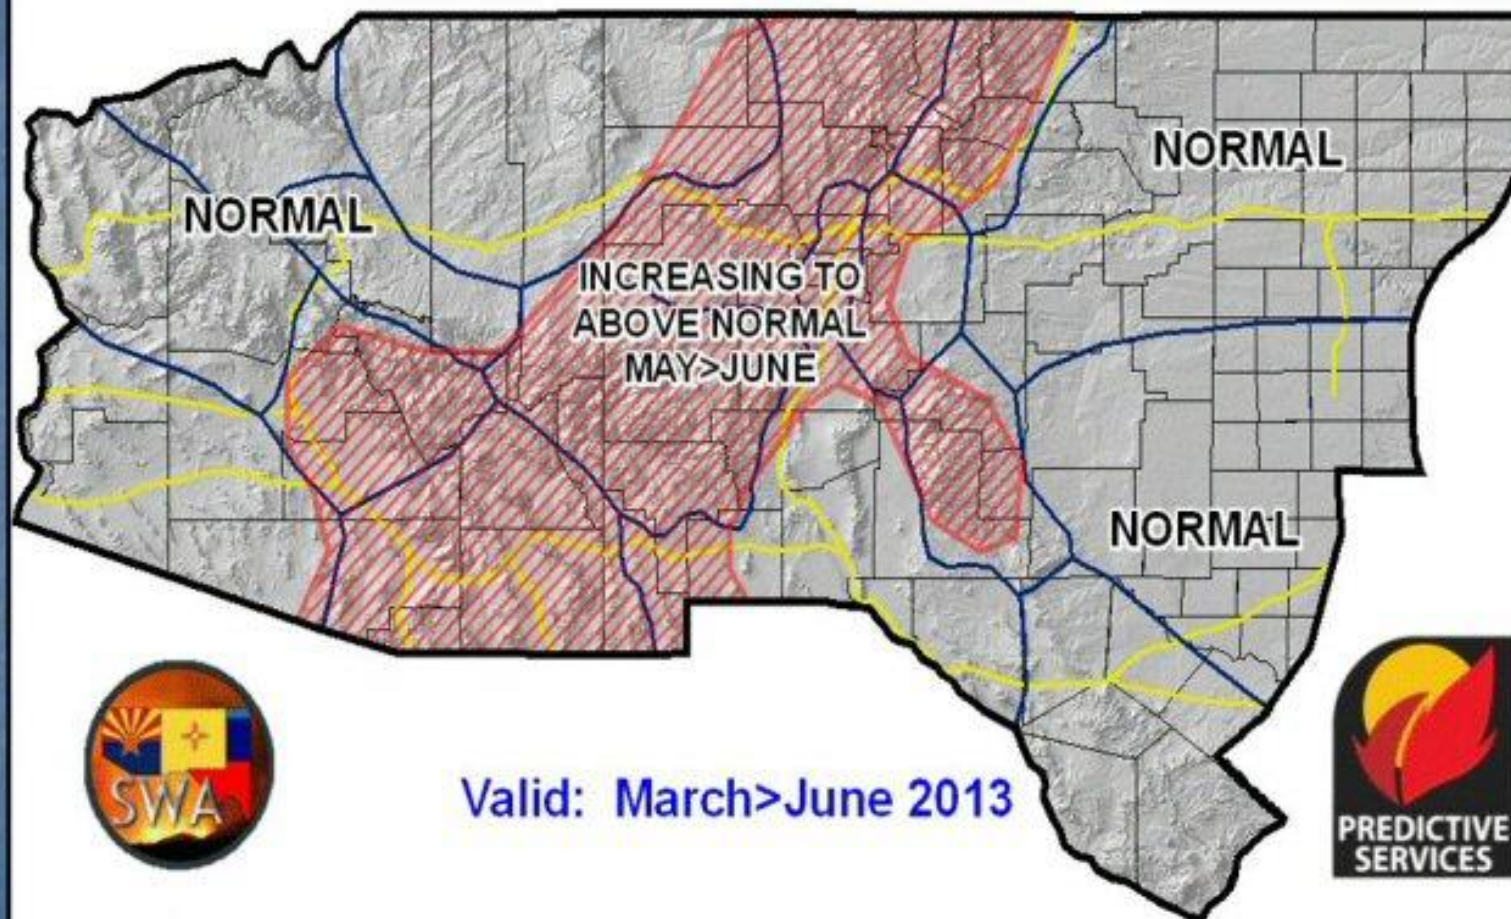 NORMAL
NORMAL
INCREASING TO
ABOVE NORMAL
MAY>JUNE
NORMAL
SWA
Valid: March>June 2013
PREDICTIVE
SERVICES